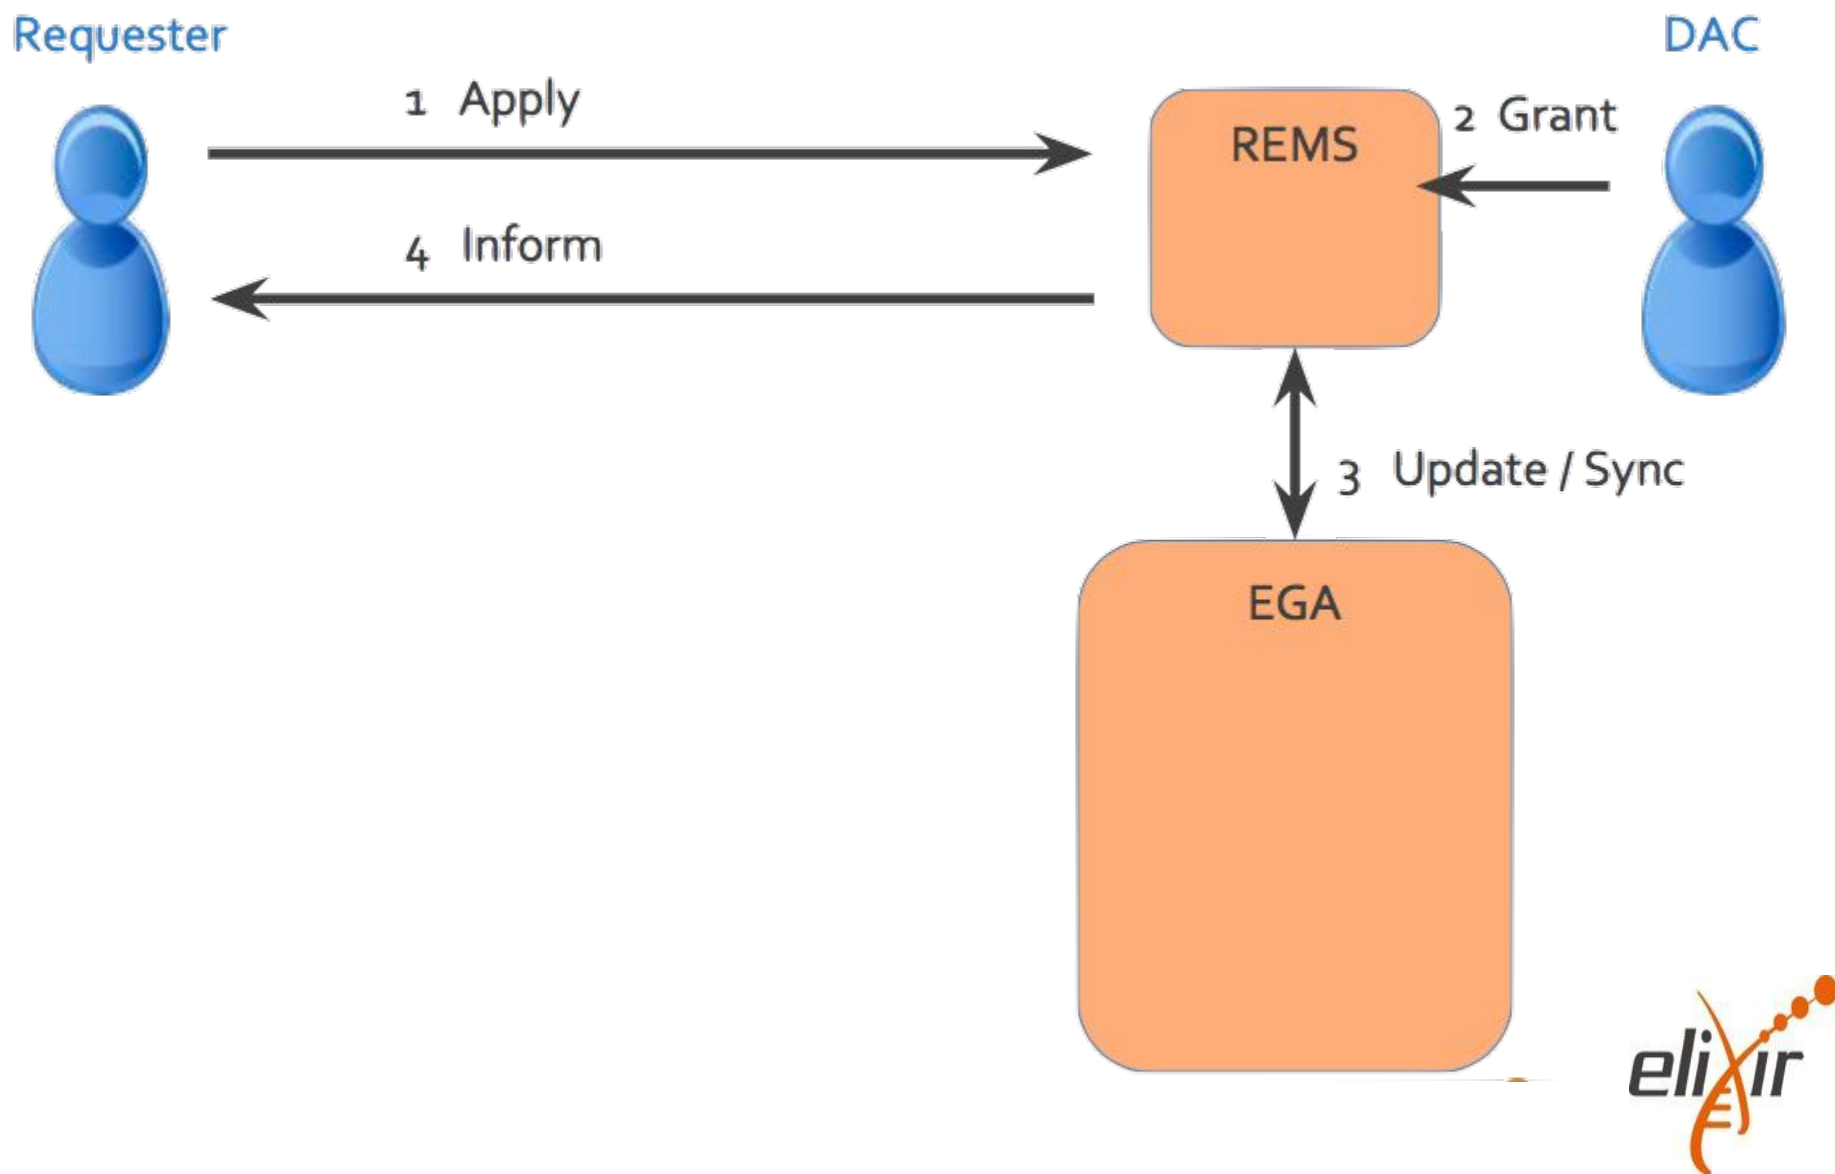 Requester
DAC
1 Apply
2 Grant
REMS
4 Inform
3 Update / Sync
EGA
elixir